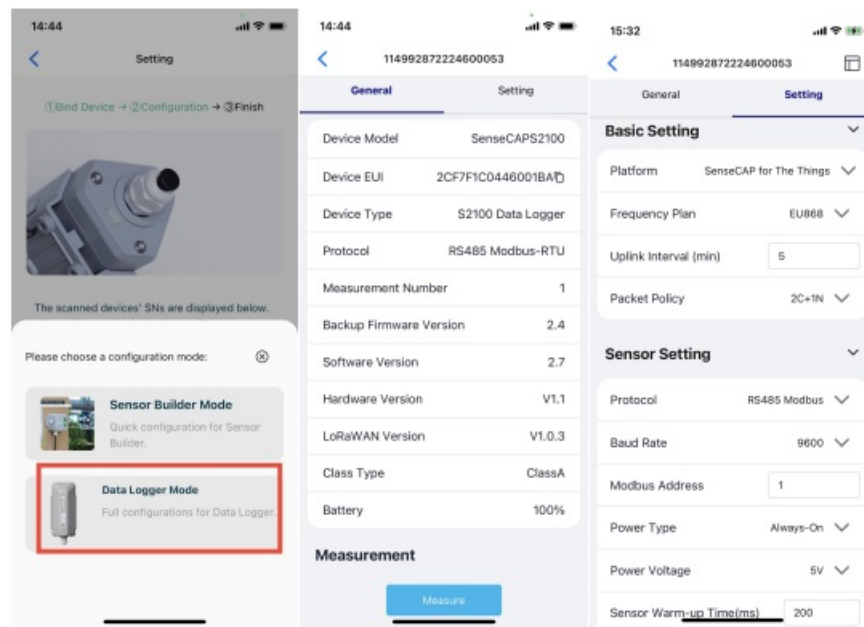 14:44
Setting
①Bind Device → ②Configuration → ③Finish
The scanned devices' SNs are displayed below.
Please choose a configuration mode:
Sensor Builder Mode
Quick configuration for Sensor
Builder.
Data Logger Mode
Full configurations for Data Logger.
14:44
114992872224600053
General Setting
Device Model SenseCAPS2100
Device EUI 2CF7F1C0446001BA
Device Type S2100 Data Logger
Protocol RS485 Modbus-RTU
Measurement Number 1
Backup Firmware Version 2.4
Software Version 2.7
Hardware Version V1.1
LoRaWAN Version V1.0.3
Class Type ClassA
Battery 100%
Measurement
Measure
15:32
114992872224600053
General Setting
Basic Setting
Platform SenseCAP for The Things
Frequency Plan EU868
Uplink Interval (min) 5
Packet Policy 2C+1N
Sensor Setting
Protocol RS485 Modbus
Baud Rate 9600
Modbus Address 1
Power Type Always-On
Power Voltage 5V
Sensor Warm-up Time(ms) 200